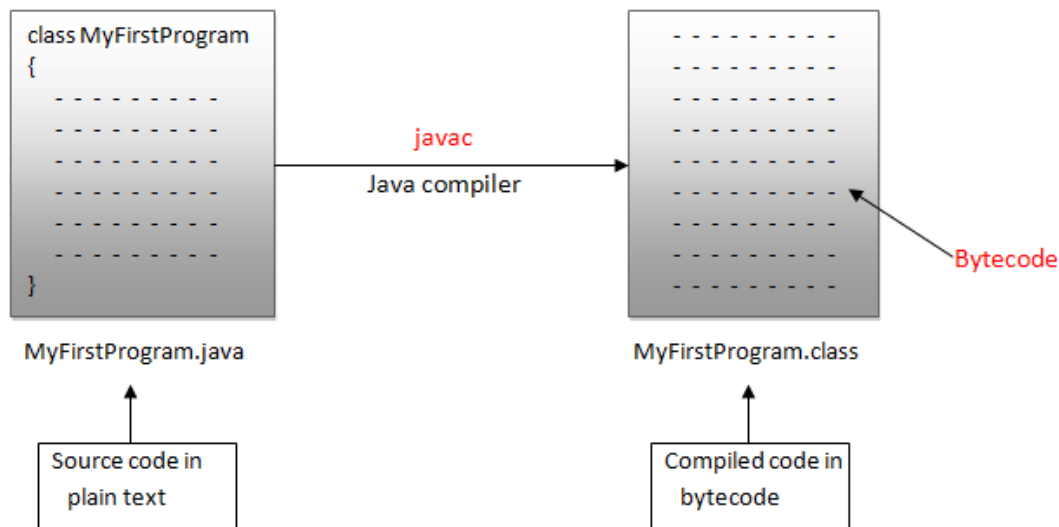 class MyFirstProgram
{
- - - - - - - - -
- - - - - - - - -
- - - - - - - - -
- - - - - - - - -
- - - - - - - - -
- - - - - - - - -
}
MyFirstProgram.java
Source code in
plain text
javac
Java compiler
- - - - - - - - -
- - - - - - - - -
- - - - - - - - -
- - - - - - - - -
- - - - - - - - -
- - - - - - - - -
- - - - - - - - -
- - - - - - - - -
- - - - - - - - -
Bytecode
MyFirstProgram.class
Compiled code in
bytecode